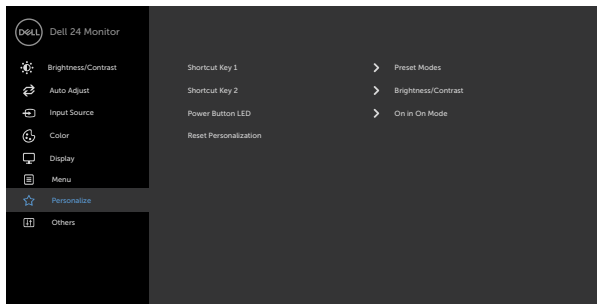 DELL Dell 24 Monitor
Brightness/Contrast
Auto Adjust
Input Source
Color
Display
Menu
Personalize
Others
Shortcut Key 1 Preset Modes
Shortcut Key 2 Brightness/Contrast
Power Button LED On in On Mode
Reset Personalization